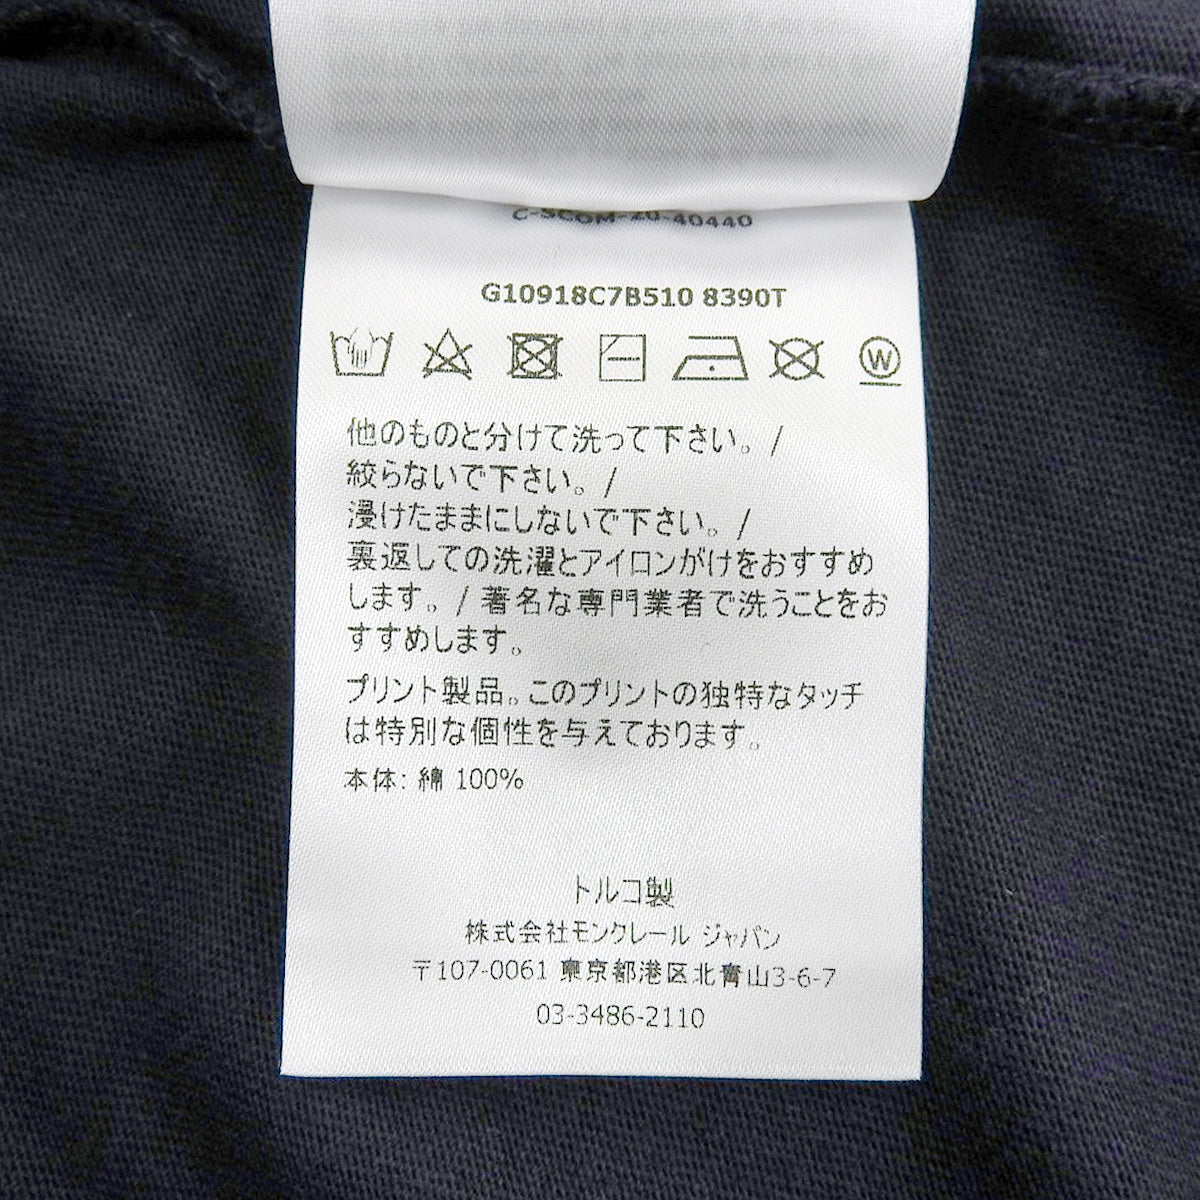 C-SCOM-20-40440
G10918C7B510 8390T
W
他のものと分けて洗って下さい。/
絞らないで下さい。/
浸けたままにしないで下さい。/
裏返しての洗濯とアイロンがけをおすすめ
します。/ 著名な専門業者で洗うことをお
すすめします。
プリント製品。このプリントの独特なタッチ
は特別な個性を与えております。
本体: 綿 100%
トルコ製
株式会社モンクレール ジャパン
〒107-0061 東京都港区北青山3-6-7
03-3486-2110